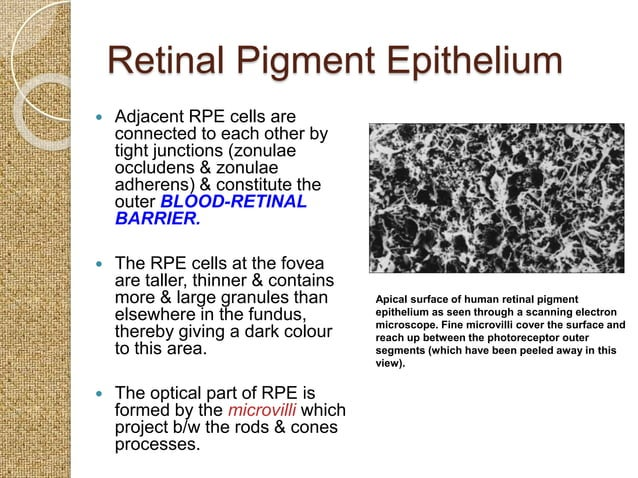 Retinal Pigment Epithelium
• Adjacent RPE cells are
connected to each other by
tight junctions (zonulae
occludens & zonulae
adherens) & constitute the
outer BLOOD-RETINAL
BARRIER.
• The RPE cells at the fovea
are taller, thinner & contains
more & large granules than
elsewhere in the fundus,
thereby giving a dark colour
to this area.
• The optical part of RPE is
formed by the microvilli which
project b/w the rods & cones
processes.
Apical surface of human retinal pigment
epithelium as seen through a scanning electron
microscope. Fine microvilli cover the surface and
reach up between the photoreceptor outer
segments (which have been peeled away in this
view).